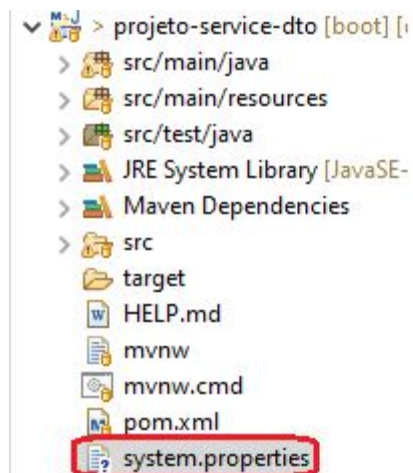 projeto-service-dto [boot] [
src/main/java
src/main/resources
src/test/java
JRE System Library [JavaSE-
Maven Dependencies
src
target
HELP.md
mvnw
mvnw.cmd
pom.xml
system.properties